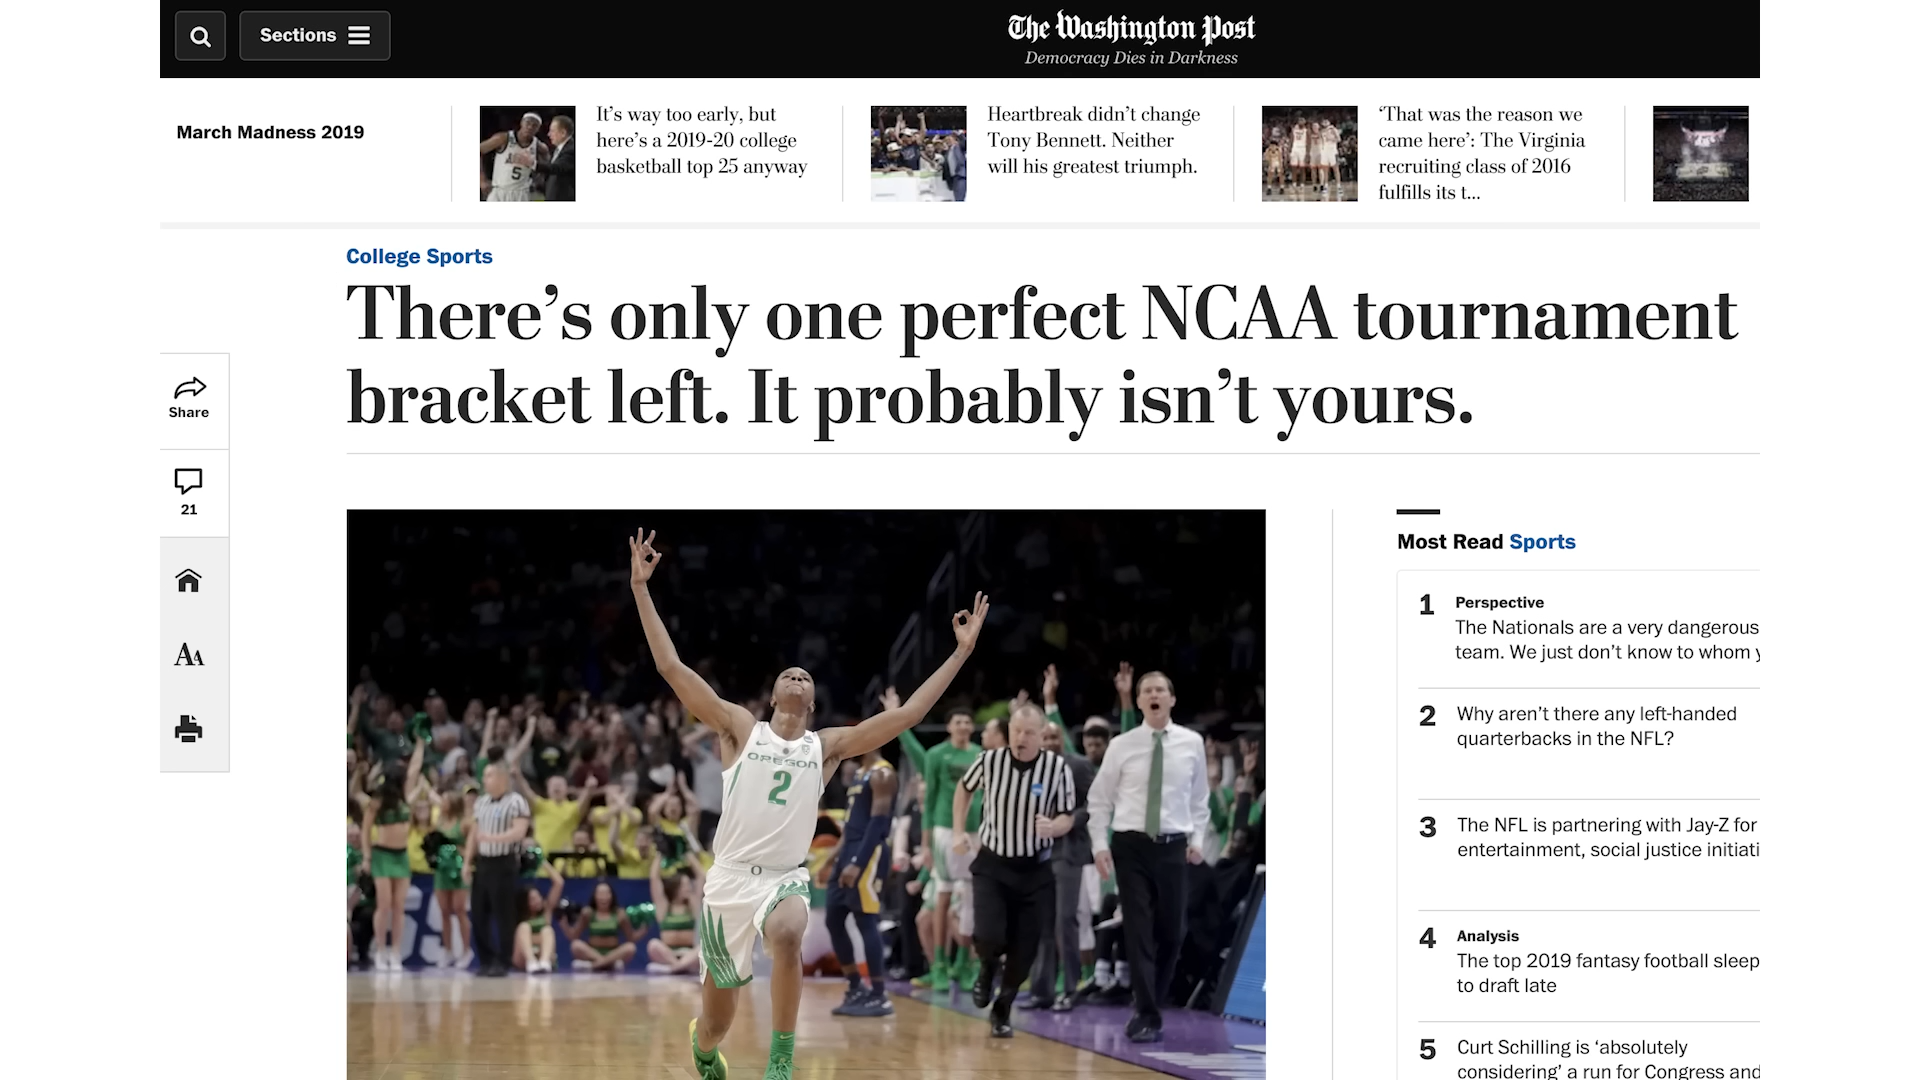 Sections
The Washington Post
Democracy Dies in Darkness
March Madness 2019
It’s way too early, but
here’s a 2019-20 college
basketball top 25 anyway
Heartbreak didn’t change
Tony Bennett. Neither
will his greatest triumph.
‘That was the reason we
came here’: The Virginia
recruiting class of 2016
fulfills its t...
College Sports
There’s only one perfect NCAA tournament
bracket left. It probably isn’t yours.
Share
21
AA
OREGON
2
O
5
Most Read Sports
1 Perspective
The Nationals are a very dangerous
team. We just don’t know to whom y
2 Why aren’t there any left-handed
quarterbacks in the NFL?
3 The NFL is partnering with Jay-Z for
entertainment, social justice initiati
4 Analysis
The top 2019 fantasy football sleep
to draft late
5 Curt Schilling is ‘absolutely
considering’ a run for Congress and